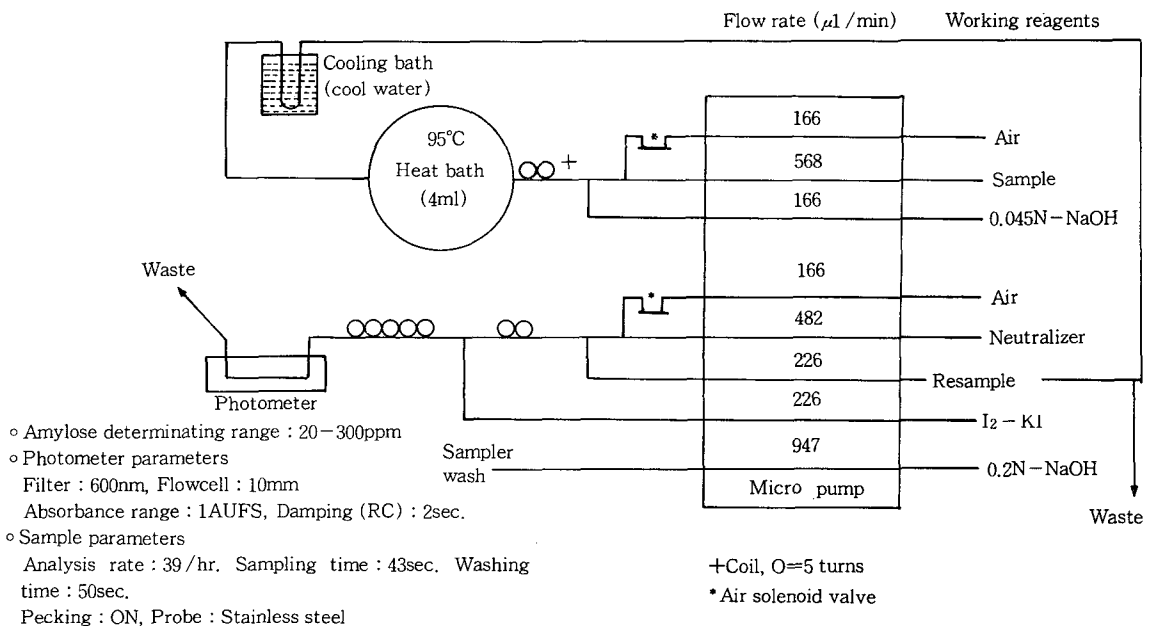 Flow rate (μl/min) Working reagents
Cooling bath
(cool water)
166
Air
95℃
Heat bath
(4ml)
+
*
568
Sample
166
0.045N-NaOH
Waste
166
Air
*
482
Neutralizer
226
Resample
Photometer
226
I2-KI
947
Sampler
wash
0.2N-NaOH
Micro pump
Waste
○ Amylose determinating range : 20-300ppm
○ Photometer parameters
Filter : 600nm, Flowcell : 10mm
Absorbance range : 1AUFS, Damping (RC) : 2sec.
○ Sample parameters
Analysis rate : 39/hr. Sampling time : 43sec. Washing
time : 50sec.
Pecking : ON, Probe : Stainless steel
+Coil, O=5 turns
*Air solenoid valve